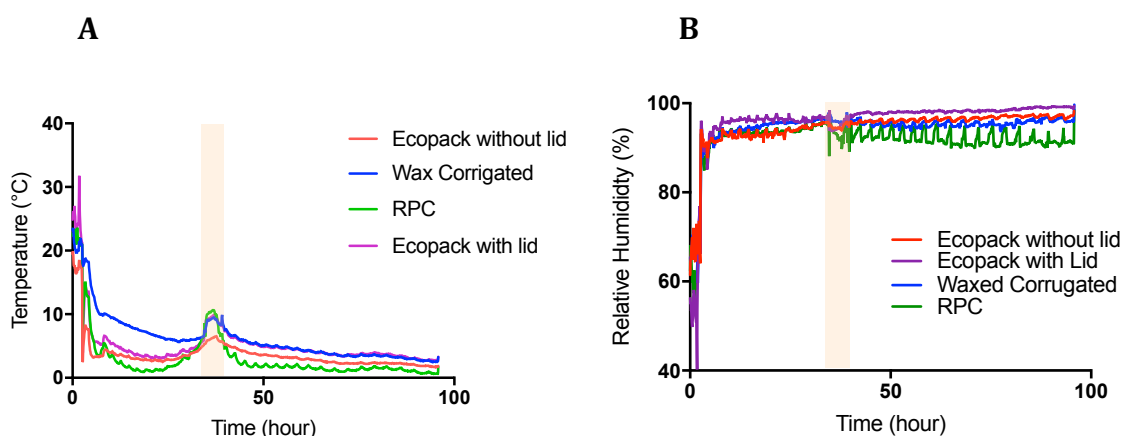 A
B
40
30
20
10
0
0
50
100
Temperature (°C)
Time (hour)
Ecopack without lid
Wax Corrigated
RPC
Ecopack with lid
100
80
60
40
0
50
100
Relative Humididty (%)
Time (hour)
Ecopack without lid
Ecopack with Lid
Waxed Corrugated
RPC